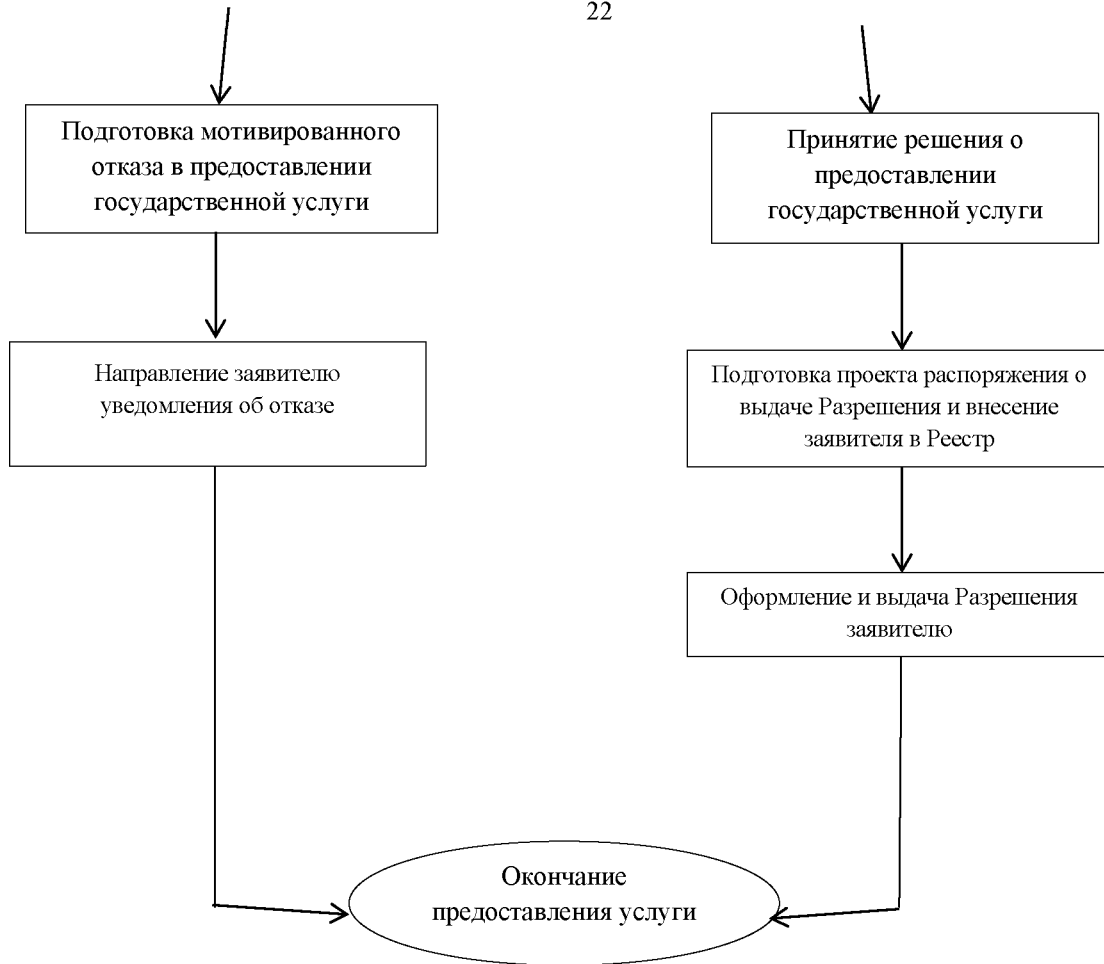 22
Подготовка мотивированного
отказа в предоставлении
государственной услуги
Принятие решения о
предоставлении
государственной услуги
Направление заявителю
уведомления об отказе
Подготовка проекта распоряжения о
выдаче Разрешения и внесение
заявителя в Реестр
Оформление и выдача Разрешения
заявителю
Окончание
предоставления услуги